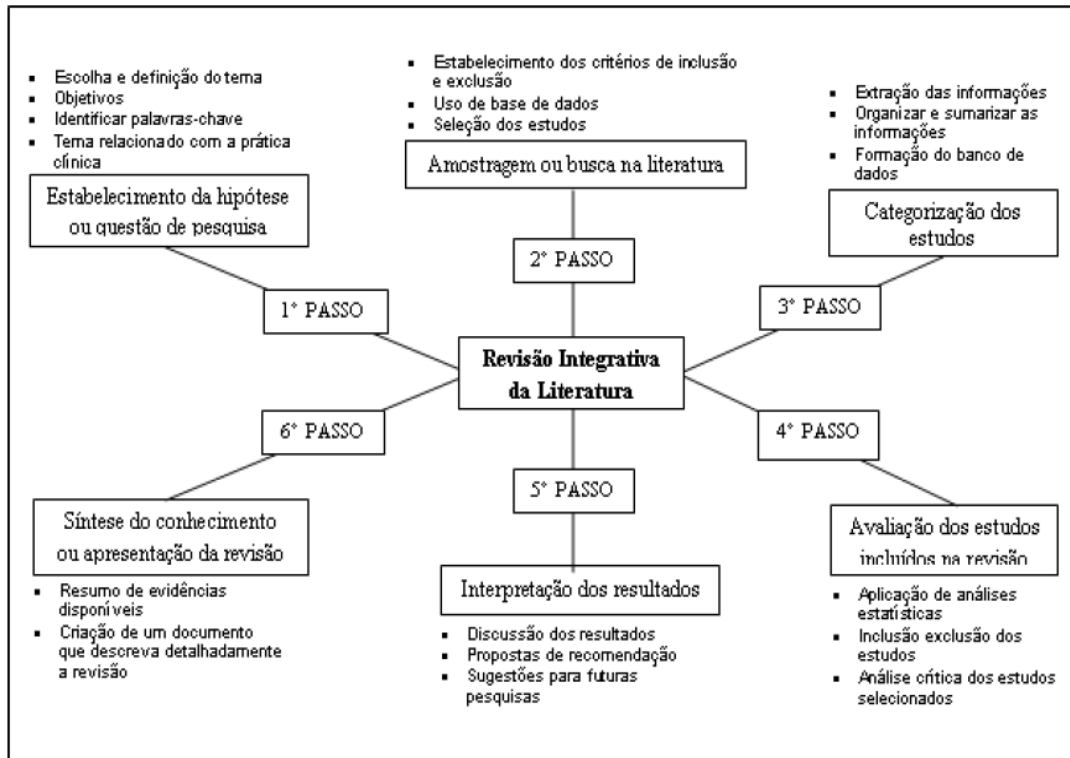 ▪ Escolha e definição do tema
▪ Objetivos
▪ Identificar palavras-chave
▪ Tema relacionado com a prática
clínica
Estabelecimento da hipótese
ou questão de pesquisa
1° PASSO
▪ Estabelecimento dos critérios de inclusão
e exclusão
▪ Uso de base de dados
▪ Seleção dos estudos
Amostragem ou busca na literatura
2° PASSO
▪ Extração das informações
▪ Organizar e sumarizar as
informações
▪ Formação do banco de
dados
Categorização dos
estudos
3° PASSO
Revisão Integrativa
da Literatura
4° PASSO
Avaliação dos estudos
incluídos na revisão
▪ Aplicação de análises
estatísticas
▪ Inclusão exclusão dos
estudos
▪ Análise crítica dos estudos
selecionados
5° PASSO
Interpretação dos resultados
▪ Discussão dos resultados
▪ Propostas de recomendação
▪ Sugestões para futuras
pesquisas
6° PASSO
Síntese do conhecimento
ou apresentação da revisão
▪ Resumo de evidências
disponíveis
▪ Criação de um documento
que descreva detalhadamente
a revisão